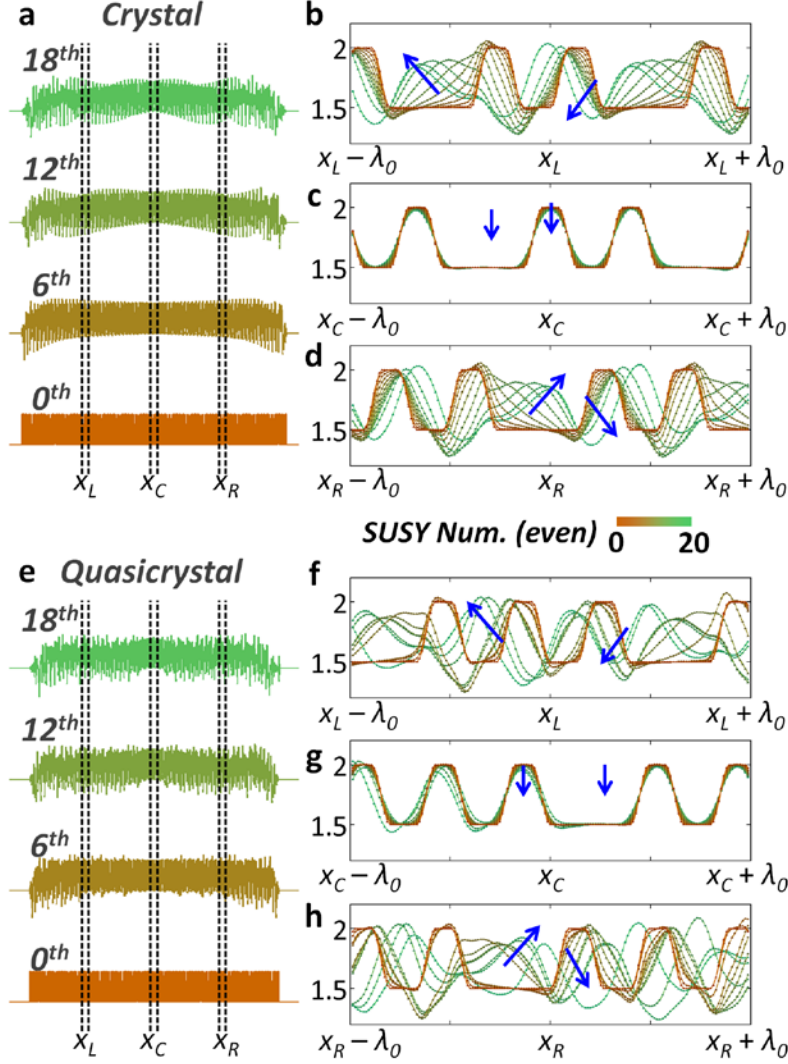 a Crystal
18th
12th
6th
0th
xL xC xR
b
2
1.5
xL − λ0 xL xL + λ0
c
2
1.5
xC − λ0 xC xC + λ0
d
2
1.5
xR − λ0 xR xR + λ0
SUSY Num. (even) 0 20
e Quasicrystal
18th
12th
6th
0th
xL xC xR
f
2
1.5
xL − λ0 xL xL + λ0
g
2
1.5
xC − λ0 xC xC + λ0
h
2
1.5
xR − λ0 xR xR + λ0